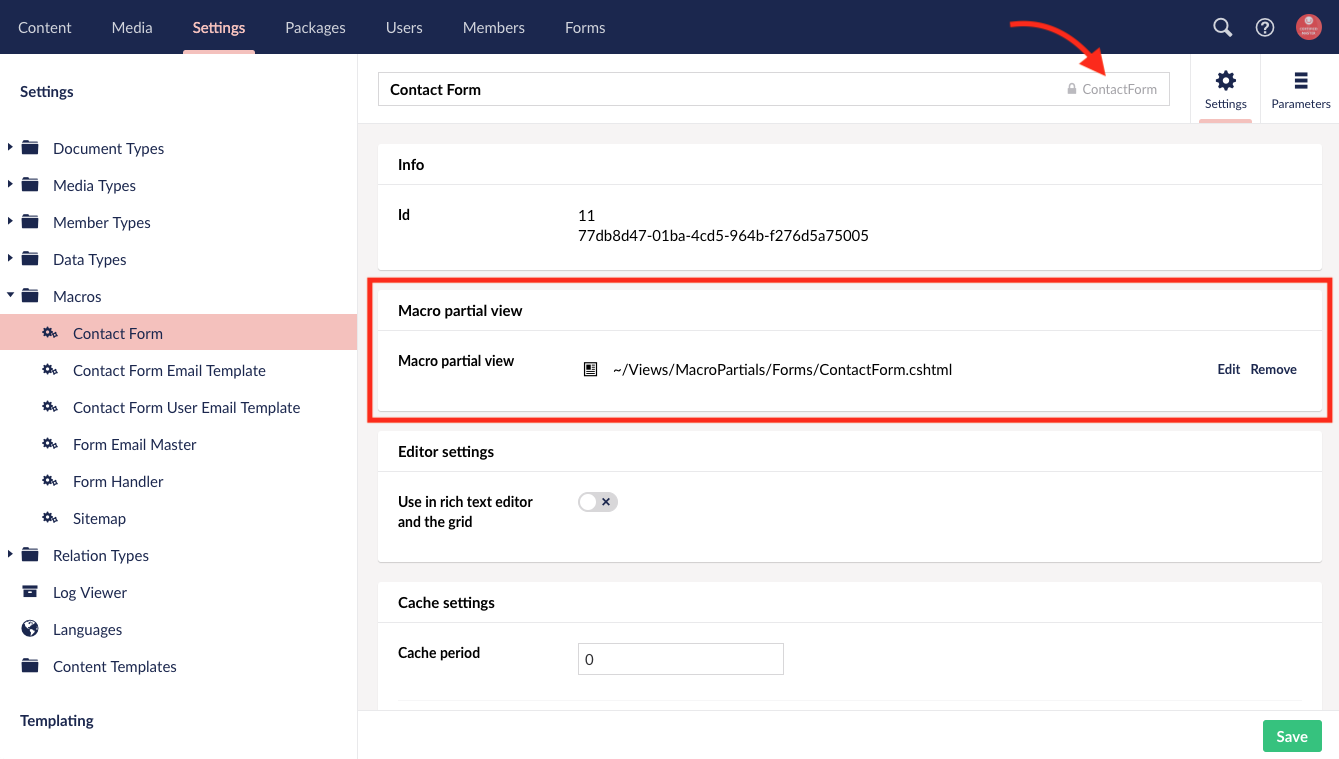 Content Media Settings Packages Users Members Forms
Settings
Document Types
Media Types
Member Types
Data Types
Macros
Contact Form
Contact Form Email Template
Contact Form User Email Template
Form Email Master
Form Handler
Sitemap
Relation Types
Log Viewer
Languages
Content Templates
Templating
Contact Form ContactForm
Settings Parameters
Info
Id 11
77db8d47-01ba-4cd5-964b-f276d5a75005
Macro partial view
Macro partial view ~/Views/MacroPartials/Forms/ContactForm.cshtml Edit Remove
Editor settings
Use in rich text editor
and the grid
Cache settings
Cache period 0
Save